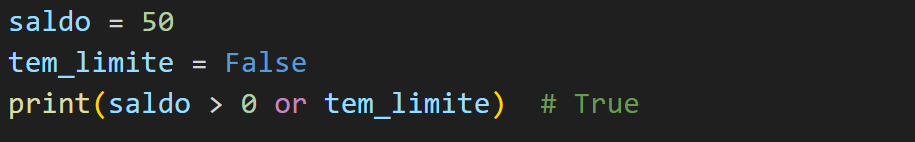 saldo = 50
tem_limite = False
print(saldo > 0 or tem_limite)  # True